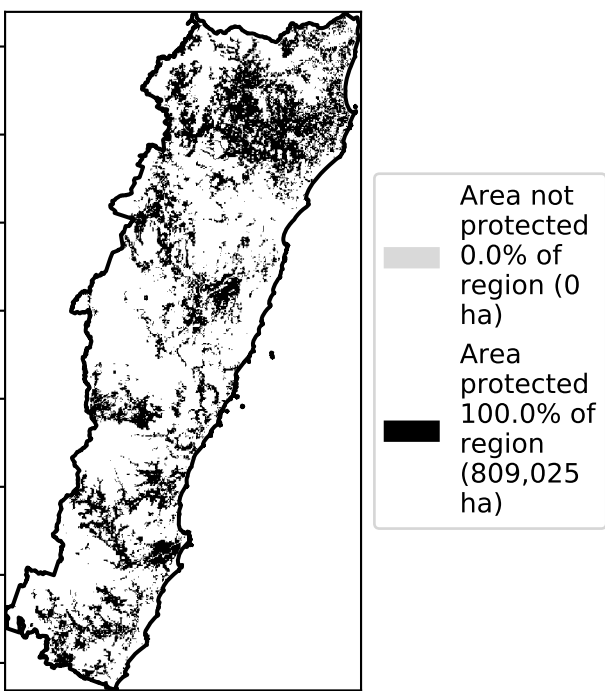 Area not
protected
0.0% of
region (0
ha)
Area
protected
100.0% of
region
(809,025
ha)